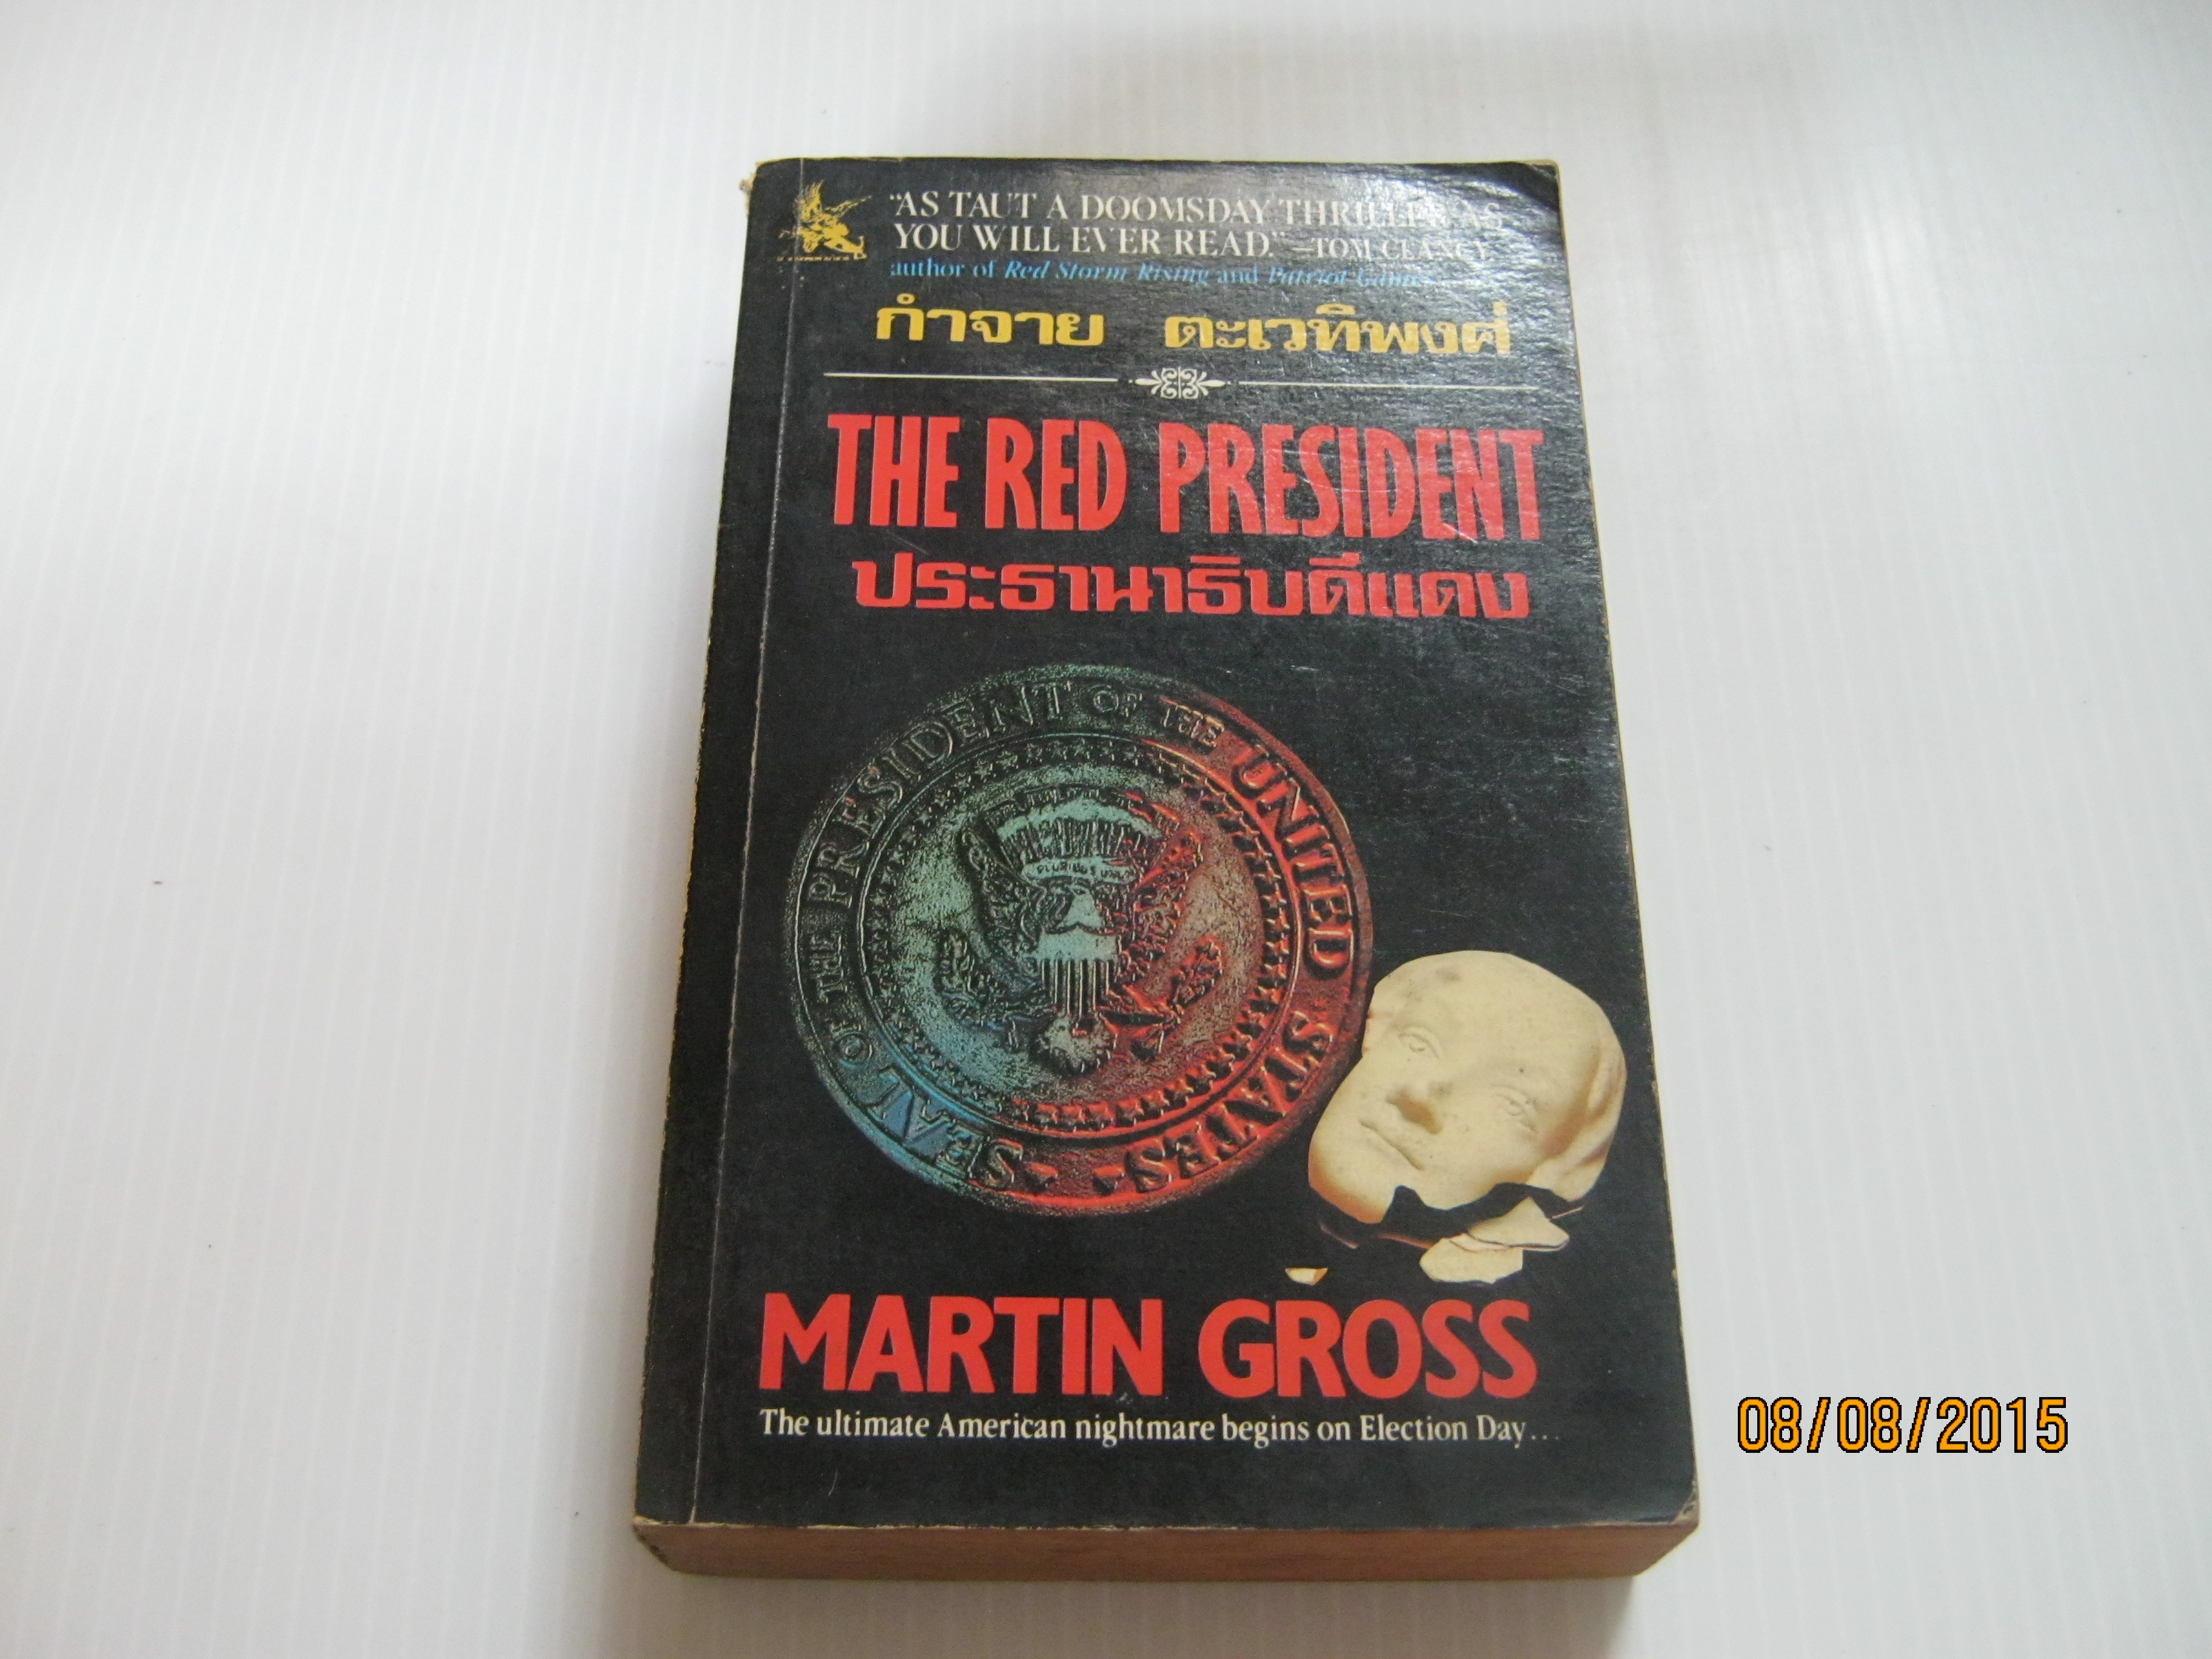 "AS TAUT A DOOMSDAY THRILLER AS
YOU WILL EVER READ." —TOM CLANCY
author of Red Storm Rising and Patriot Games
กำจาย ตะเวทิพงศ์
THE RED PRESIDENT
ประธานาธิบดีแดง
SEAL OF THE PRESIDENT OF THE UNITED STATES
MARTIN GROSS
The ultimate American nightmare begins on Election Day...
08/08/2015